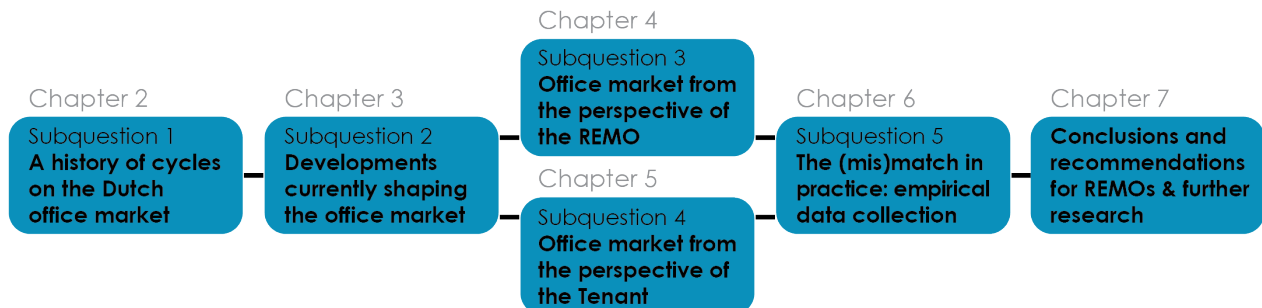 Chapter 2
Subquestion 1
A history of cycles
on the Dutch
office market
Chapter 3
Subquestion 2
Developments
currently shaping
the office market
Chapter 4
Subquestion 3
Office market from
the perspective of
the REMO
Chapter 5
Subquestion 4
Office market from
the perspective of
the Tenant
Chapter 6
Subquestion 5
The (mis)match in
practice: empirical
data collection
Chapter 7
Conclusions and
recommendations
for REMOs & further
research